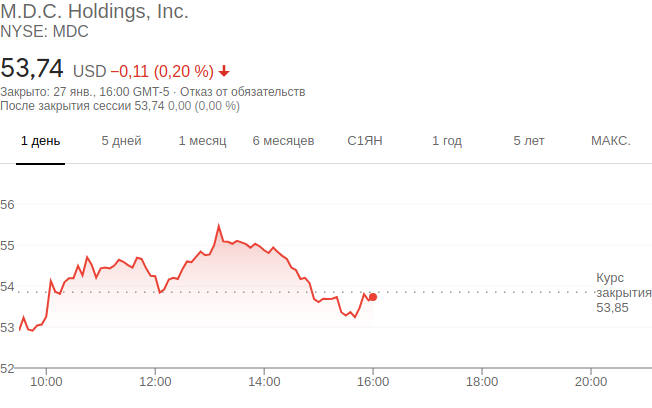 M.D.C. Holdings, Inc.
NYSE: MDC
53,74 USD −0,11 (0,20 %)
Закрыто: 27 янв., 16:00 GMT-5 · Отказ от обязательств
После закрытия сессии 53,74 0,00 (0,00 %)
1 день 5 дней 1 месяц 6 месяцев С1ЯН 1 год 5 лет МАКС.
56
55
54
53
52
Курс
закрытия
53,85
10:00 12:00 14:00 16:00 18:00 20:00